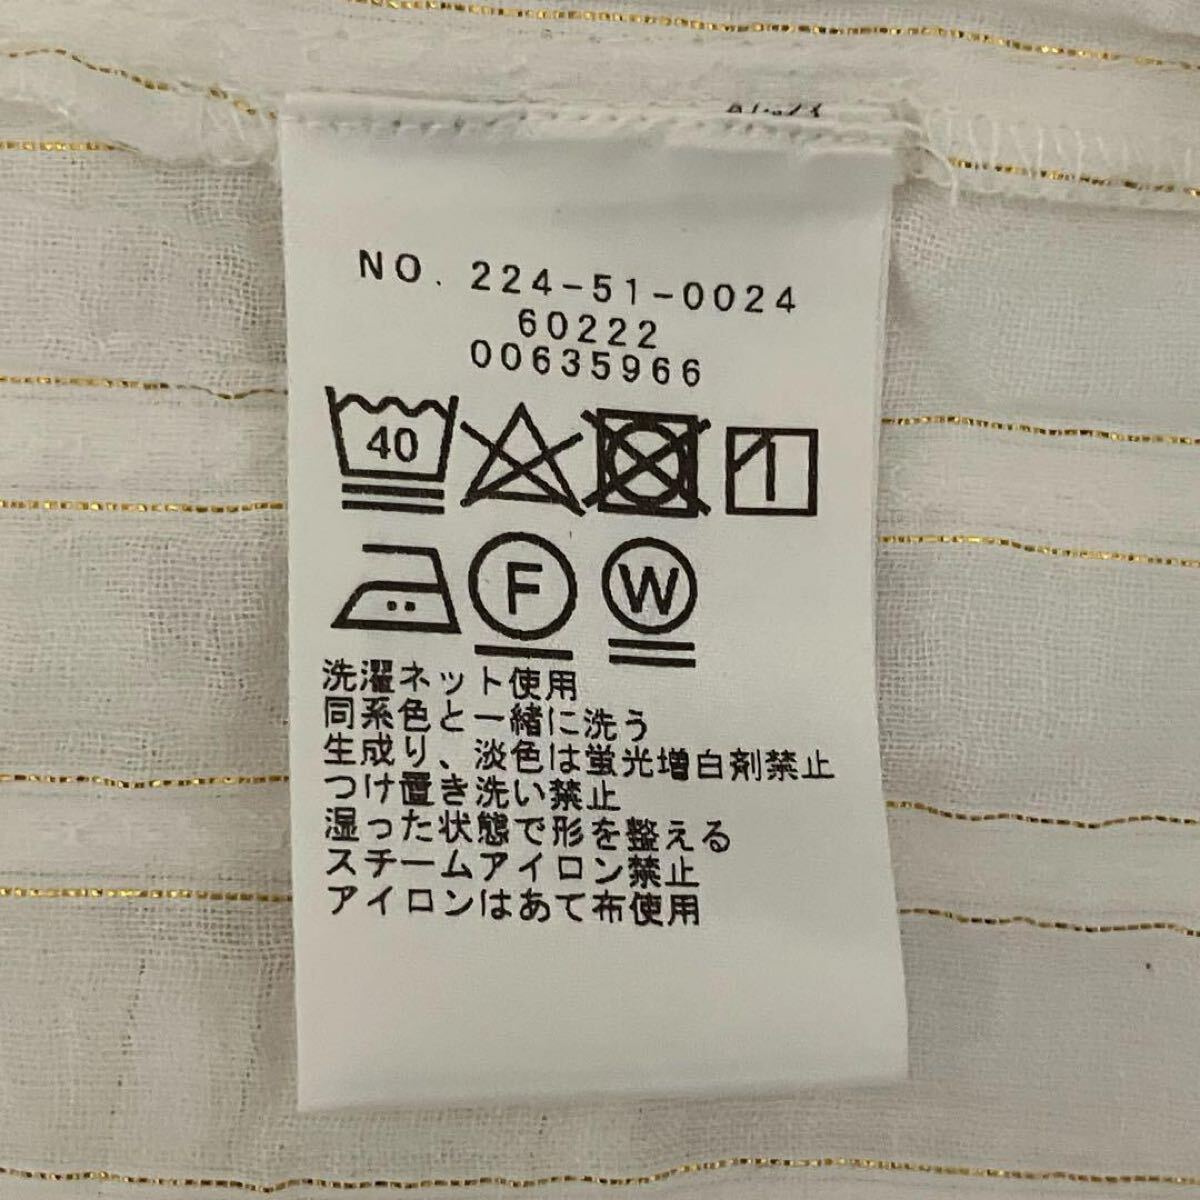 NO. 224-51-0024
60222
00635966
40
F W
洗濯ネット使用
同系色と一緒に洗う
生成り、淡色は蛍光増白剤禁止
つけ置き洗い禁止
湿った状態で形を整える
スチームアイロン禁止
アイロンはあて布使用